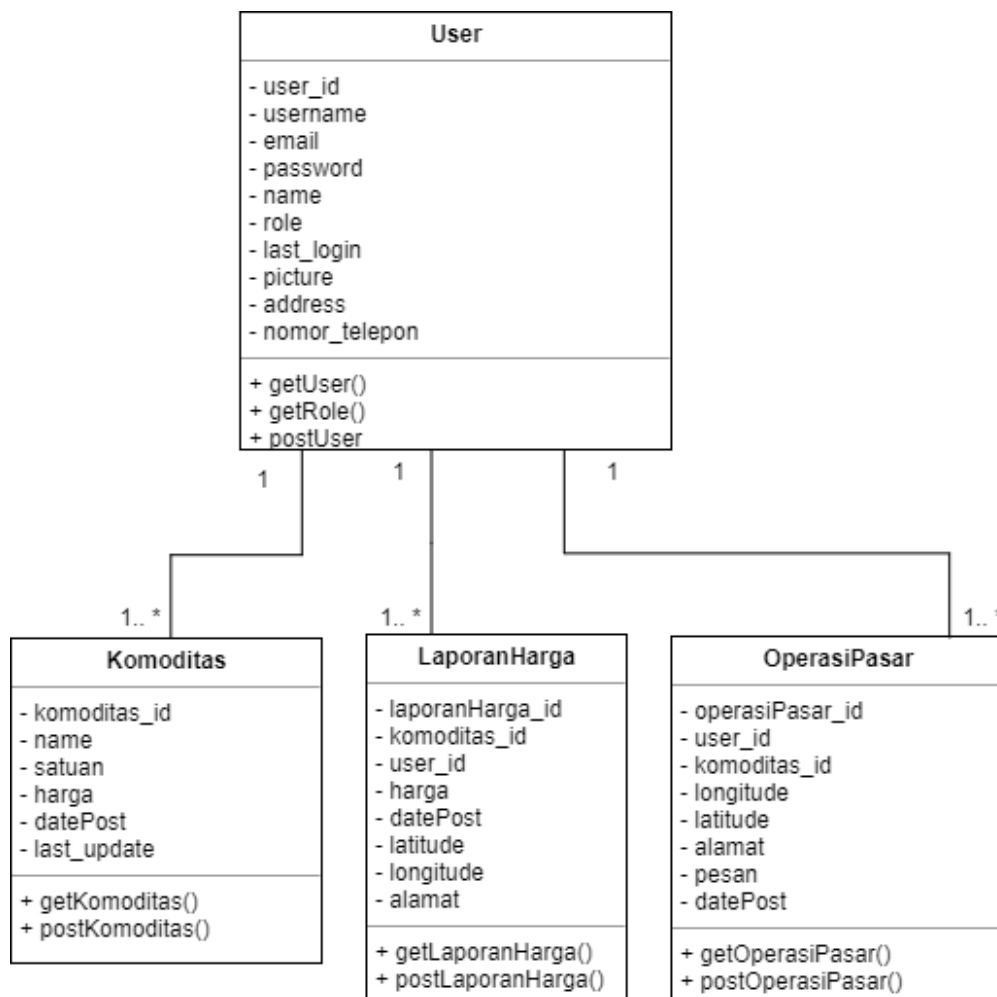 User
- user_id
- username
- email
- password
- name
- role
- last_login
- picture
- address
- nomor_telepon
+ getUser()
+ getRole()
+ postUser
1
1
1
1.. *
1.. *
1.. *
Komoditas
- komoditas_id
- name
- satuan
- harga
- datePost
- last_update
+ getKomoditas()
+ postKomoditas()
LaporanHarga
- laporanHarga_id
- komoditas_id
- user_id
- harga
- datePost
- latitude
- longitude
- alamat
+ getLaporanHarga()
+ postLaporanHarga()
OperasiPasar
- operasiPasar_id
- user_id
- komoditas_id
- longitude
- latitude
- alamat
- pesan
- datePost
+ getOperasiPasar()
+ postOperasiPasar()